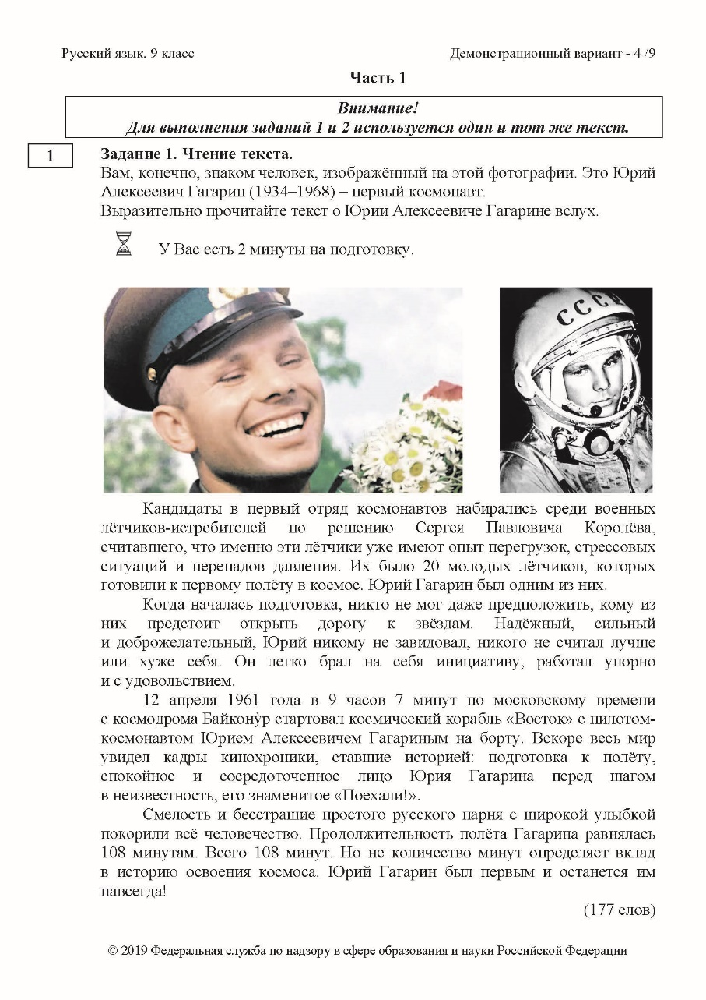 Русский язык. 9 класс
Демонстрационный вариант - 4 /9
Часть 1
Внимание!
Для выполнения заданий 1 и 2 используется один и тот же текст.
1
Задание 1. Чтение текста.
Вам, конечно, знаком человек, изображённый на этой фотографии. Это Юрий
Алексеевич Гагарин (1934–1968) – первый космонавт.
Выразительно прочитайте текст о Юрии Алексеевиче Гагарине вслух.
У Вас есть 2 минуты на подготовку.
СССР
Кандидаты в первый отряд космонавтов набирались среди военных
лётчиков-истребителей по решению Сергея Павловича Королёва,
считавшего, что именно эти лётчики уже имеют опыт перегрузок, стрессовых
ситуаций и перепадов давления. Их было 20 молодых лётчиков, которых
готовили к первому полёту в космос. Юрий Гагарин был одним из них.
Когда началась подготовка, никто не мог даже предположить, кому из
них предстоит открыть дорогу к звёздам. Надёжный, сильный
и доброжелательный, Юрий никому не завидовал, никого не считал лучше
или хуже себя. Он легко брал на себя инициативу, работал упорно
и с удовольствием.
12 апреля 1961 года в 9 часов 7 минут по московскому времени
с космодрома Байконỳр стартовал космический корабль «Восток» с пилотом-
космонавтом Юрием Алексеевичем Гагариным на борту. Вскоре весь мир
увидел кадры кинохроники, ставшие историей: подготовка к полёту,
спокойное и сосредоточенное лицо Юрия Гагарина перед шагом
в неизвестность, его знаменитое «Поехали!».
Смелость и бесстрашие простого русского парня с широкой улыбкой
покорили всё человечество. Продолжительность полёта Гагарина равнялась
108 минутам. Всего 108 минут. Но не количество минут определяет вклад
в историю освоения космоса. Юрий Гагарин был первым и останется им
навсегда!
(177 слов)
© 2019 Федеральная служба по надзору в сфере образования и науки Российской Федерации